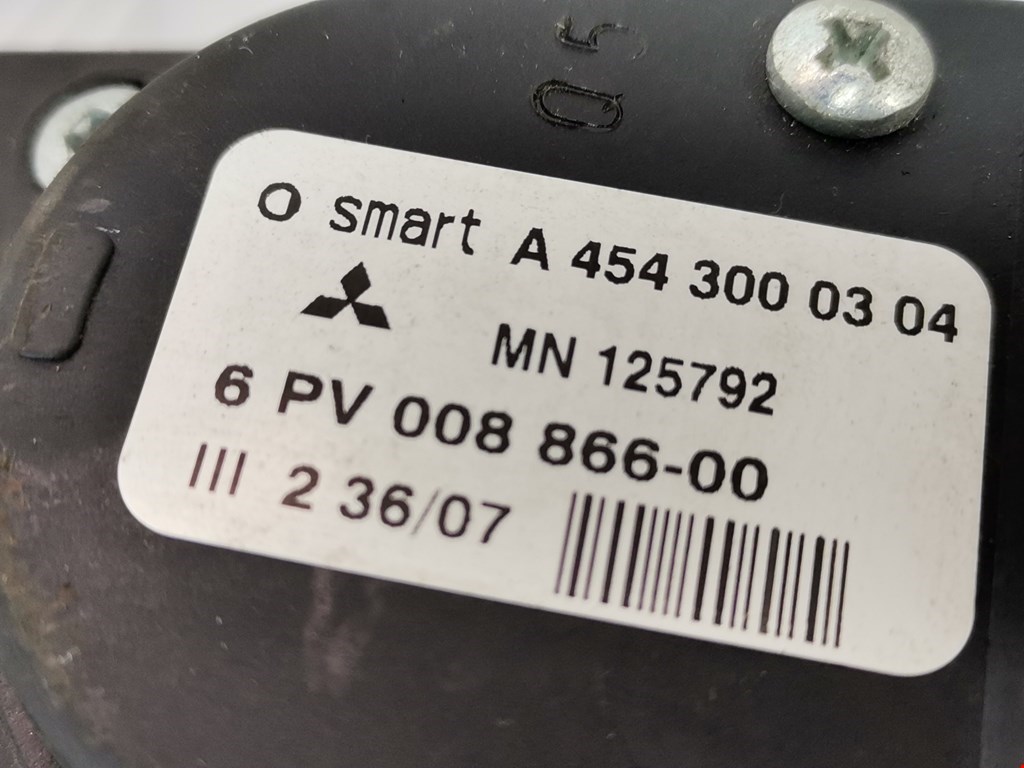 05
smart A 454 300 03 04
MN 125792
6 PV 008 866-00
III 2 36/07